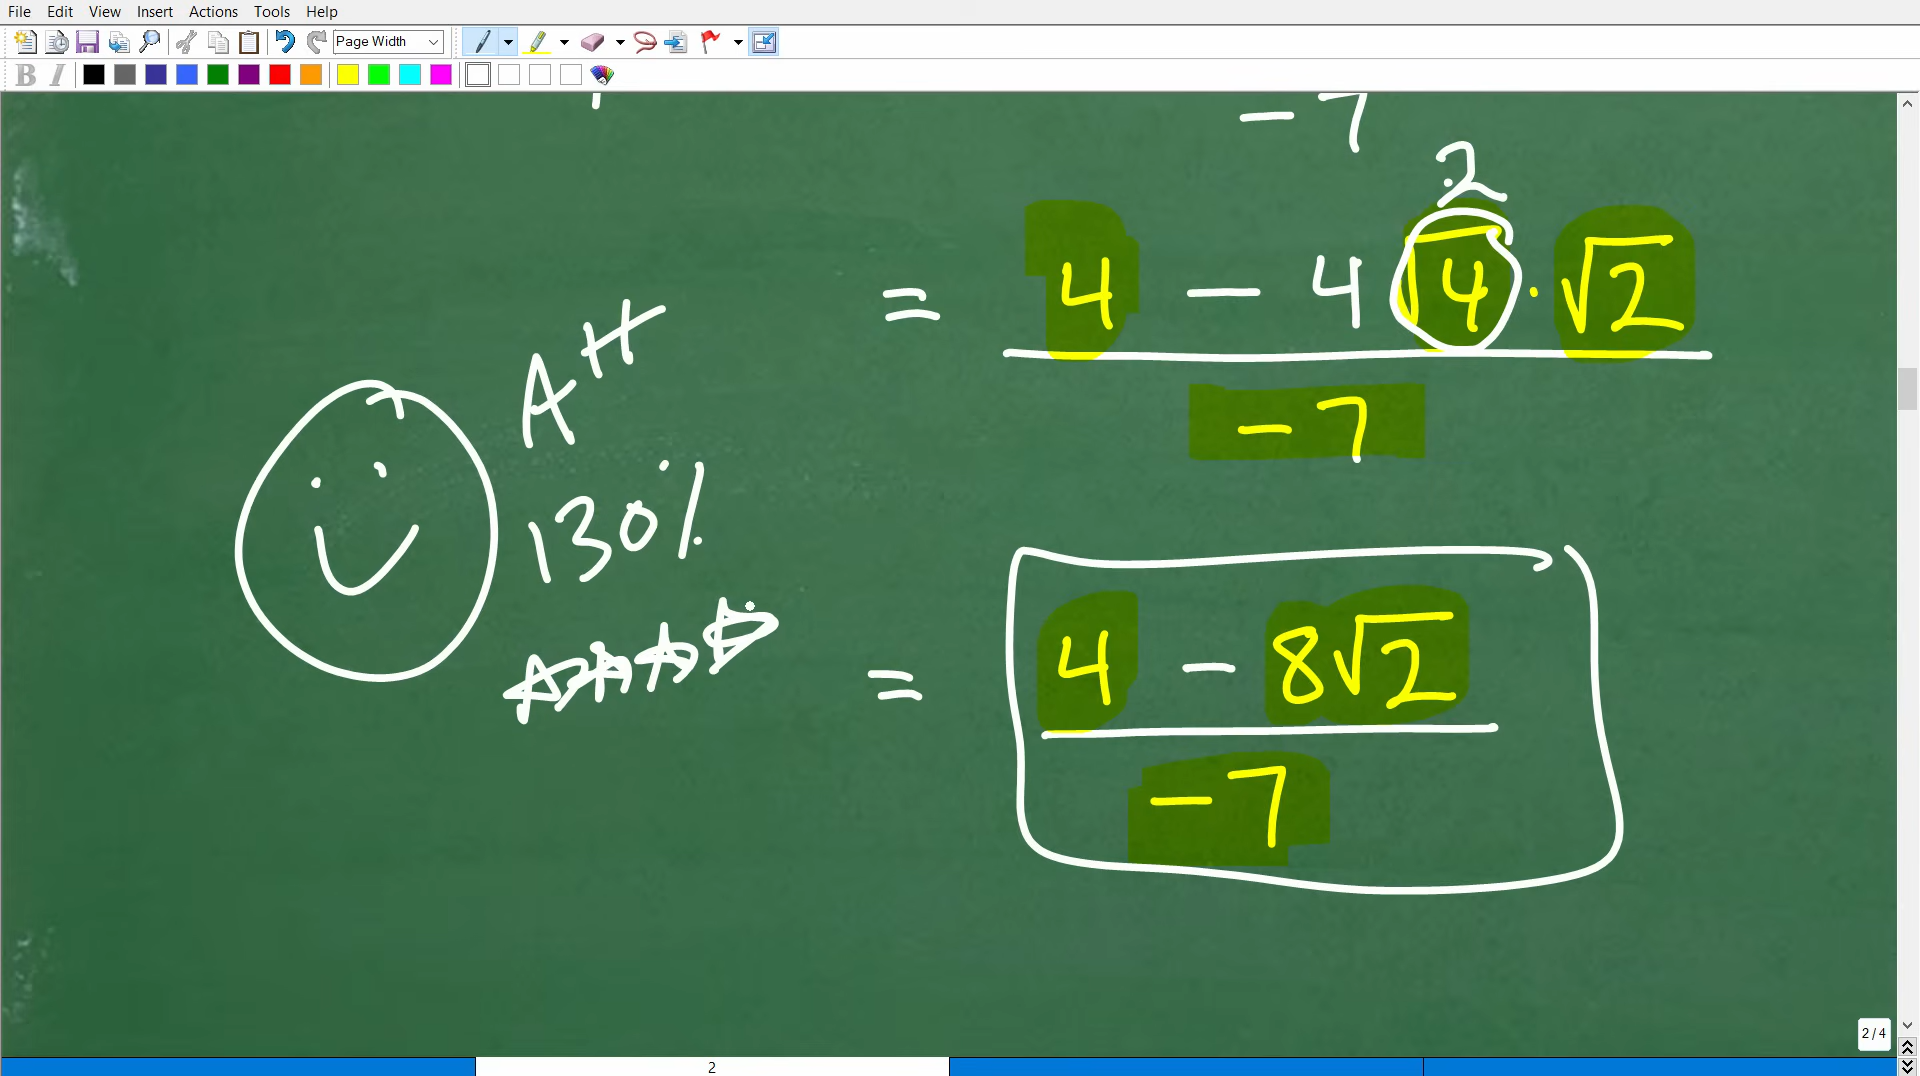 File Edit View Insert Actions Tools Help
Page Width
B I
- 7
2
= 4 - 4 √4 · √2
- 7
A++
130%
= 4 - 8√2
- 7
2 / 4
2